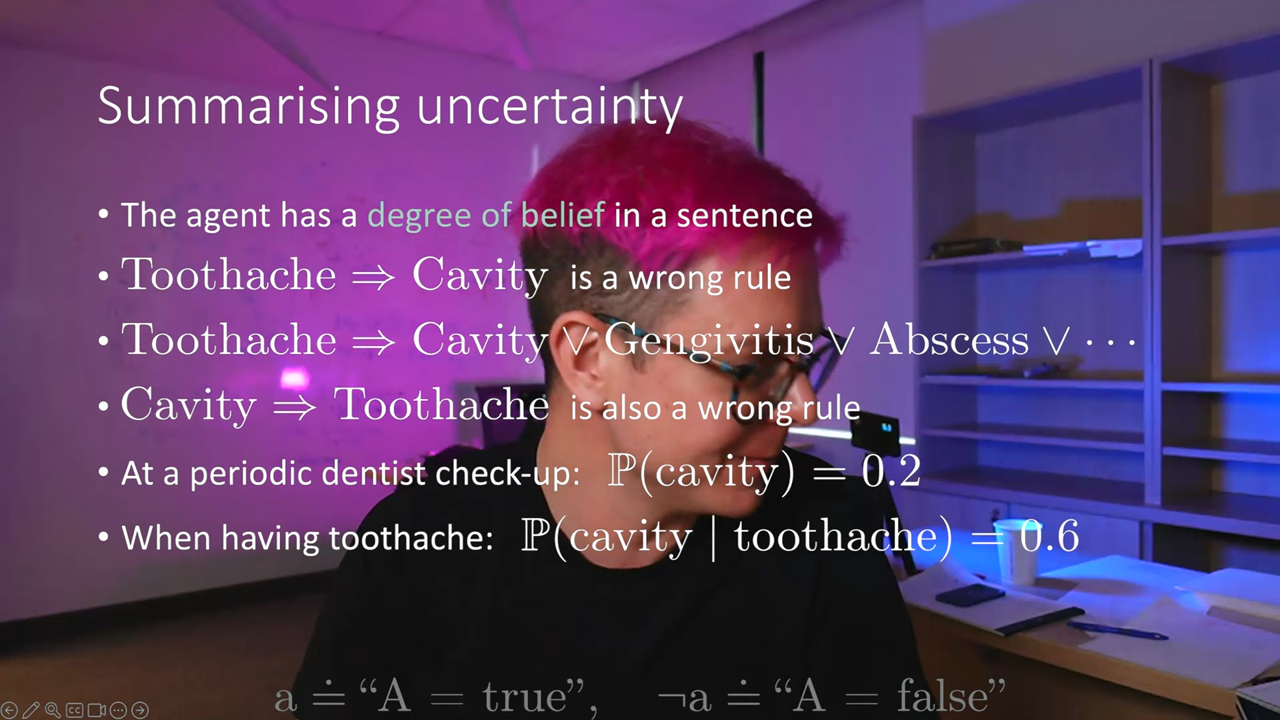 Summarising uncertainty
• The agent has a degree of belief in a sentence
• Toothache ⇒ Cavity is a wrong rule
• Toothache ⇒ Cavity ∨ Gengivitis ∨ Abscess ∨ ···
• Cavity ⇒ Toothache is also a wrong rule
• At a periodic dentist check-up: ℙ(cavity) = 0.2
• When having toothache: ℙ(cavity | toothache) = 0.6
a ≐ “A = true”, ¬a ≐ “A = false”